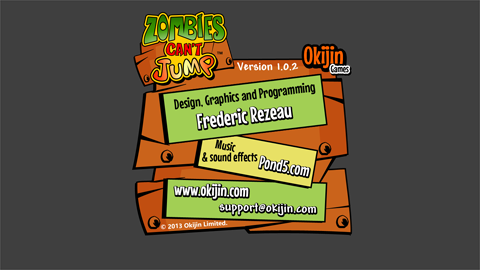 ZOMBIES
CAN'T
JUMP™
Version 1.0.2
Okijin
Games
Design, Graphics and Programming
Frederic Rezeau
Music
& sound effects Pond5.com
www.okijin.com
support@okijin.com
© 2013 Okijin Limited.